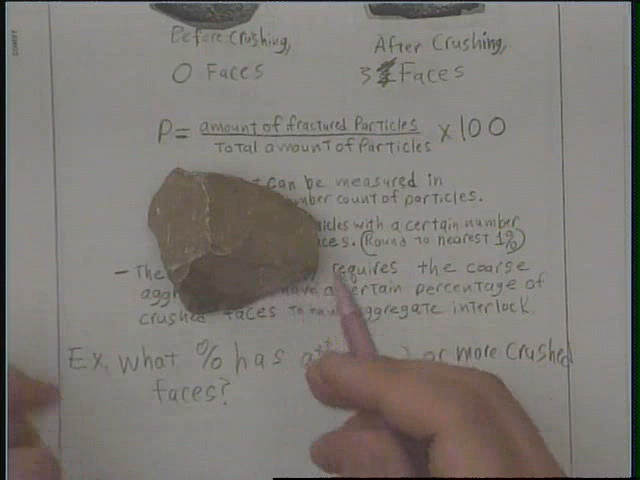 Before Crushing, After Crushing,
0 Faces 3 Faces
P = amount of fractured Particles / Total amount of Particles x 100
can be measured in
count of particles.
with a certain number
(Round to nearest 1%)
- The requires the coarse
certain percentage of
crushed faces to aggregate interlock.
Ex, what % has or more crushed
faces?